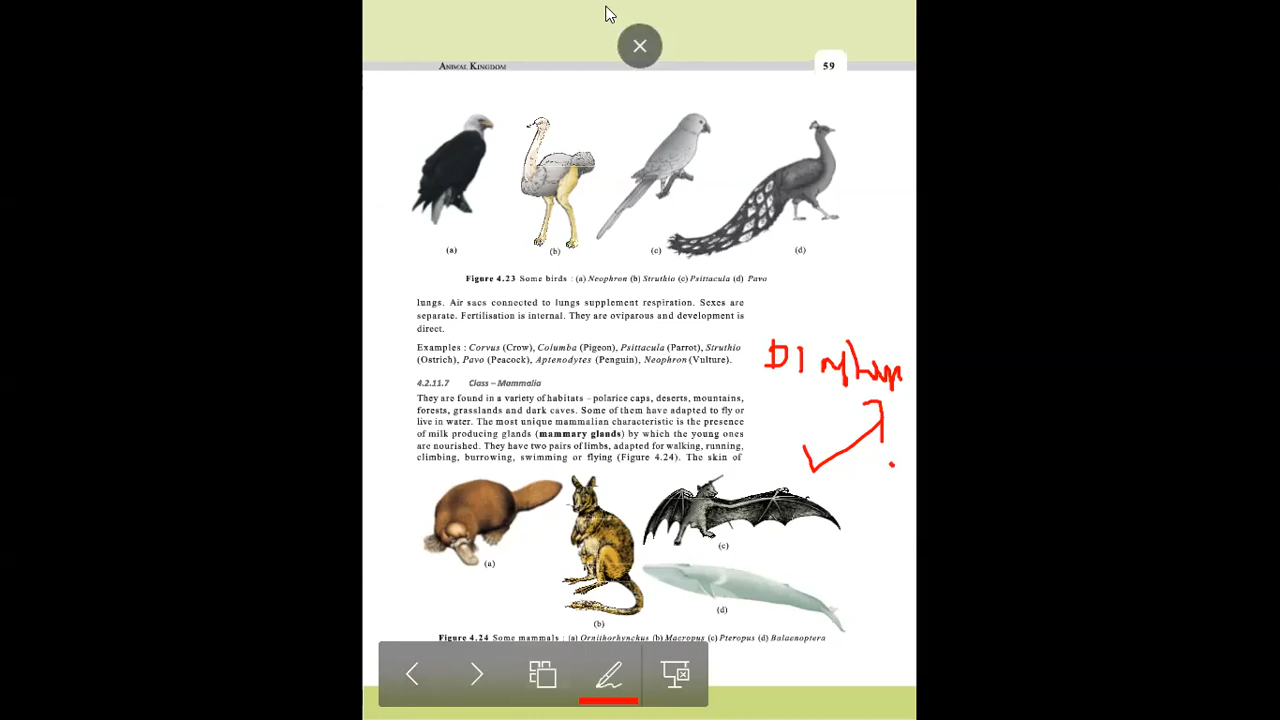 ANIMAL KINGDOM
59
(a)
(b)
(c)
(d)
Figure 4.23 Some birds : (a) Neophron (b) Struthio (c) Psittacula (d) Pavo
lungs. Air sacs connected to lungs supplement respiration. Sexes are
separate. Fertilisation is internal. They are oviparous and development is
direct.
Examples : Corvus (Crow), Columba (Pigeon), Psittacula (Parrot), Struthio
(Ostrich), Pavo (Peacock), Aptenodytes (Penguin), Neophron (Vulture).
4.2.11.7 Class – Mammalia
They are found in a variety of habitats – polarice caps, deserts, mountains,
forests, grasslands and dark caves. Some of them have adapted to fly or
live in water. The most unique mammalian characteristic is the presence
of milk producing glands (mammary glands) by which the young ones
are nourished. They have two pairs of limbs, adapted for walking, running,
climbing, burrowing, swimming or flying (Figure 4.24). The skin of
(a)
(b)
(c)
(d)
Figure 4.24 Some mammals : (a) Ornithorhynchus (b) Macropus (c) Pteropus (d) Balaenoptera